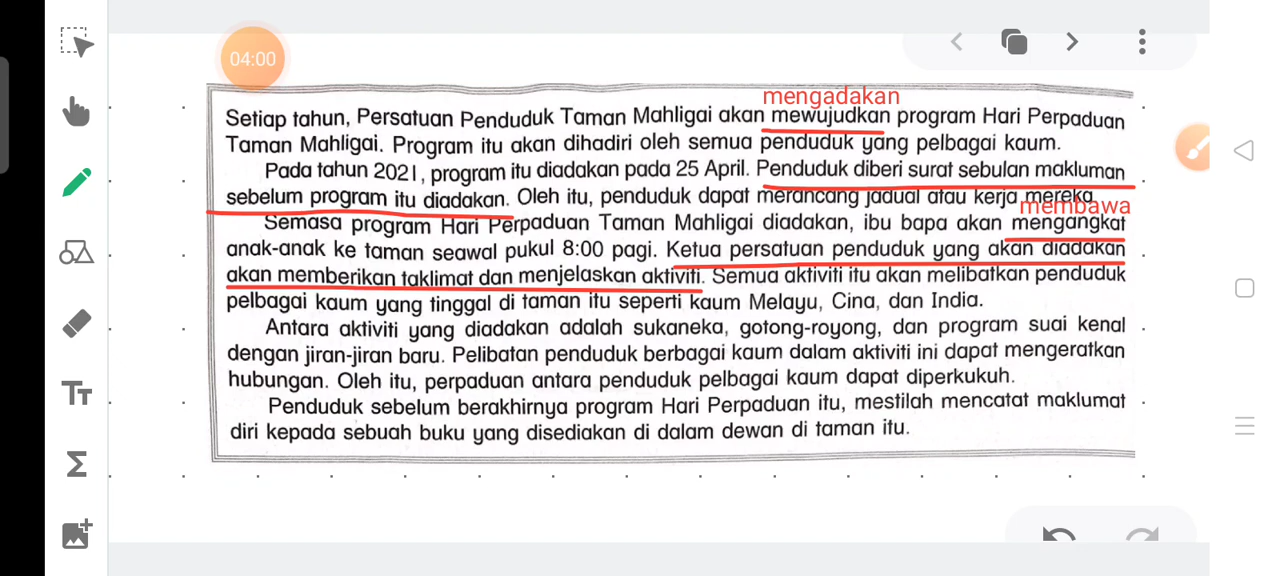 04:00
mengadakan
Setiap tahun, Persatuan Penduduk Taman Mahligai akan mewujudkan program Hari Perpaduan
Taman Mahligai. Program itu akan dihadiri oleh semua penduduk yang pelbagai kaum.
Pada tahun 2021, program itu diadakan pada 25 April. Penduduk diberi surat sebulan makluman
sebelum program itu diadakan. Oleh itu, penduduk dapat merancang jadual atau kerja mereka.
membawa
Semasa program Hari Perpaduan Taman Mahligai diadakan, ibu bapa akan mengangkat
anak-anak ke taman seawal pukul 8:00 pagi. Ketua persatuan penduduk yang akan diadakan
akan memberikan taklimat dan menjelaskan aktiviti. Semua aktiviti itu akan melibatkan penduduk
pelbagai kaum yang tinggal di taman itu seperti kaum Melayu, Cina, dan India.
Antara aktiviti yang diadakan adalah sukaneka, gotong-royong, dan program suai kenal
dengan jiran-jiran baru. Pelibatan penduduk berbagai kaum dalam aktiviti ini dapat mengeratkan
hubungan. Oleh itu, perpaduan antara penduduk pelbagai kaum dapat diperkukuh.
Penduduk sebelum berakhirnya program Hari Perpaduan itu, mestilah mencatat maklumat
diri kepada sebuah buku yang disediakan di dalam dewan di taman itu.
TT
Σ